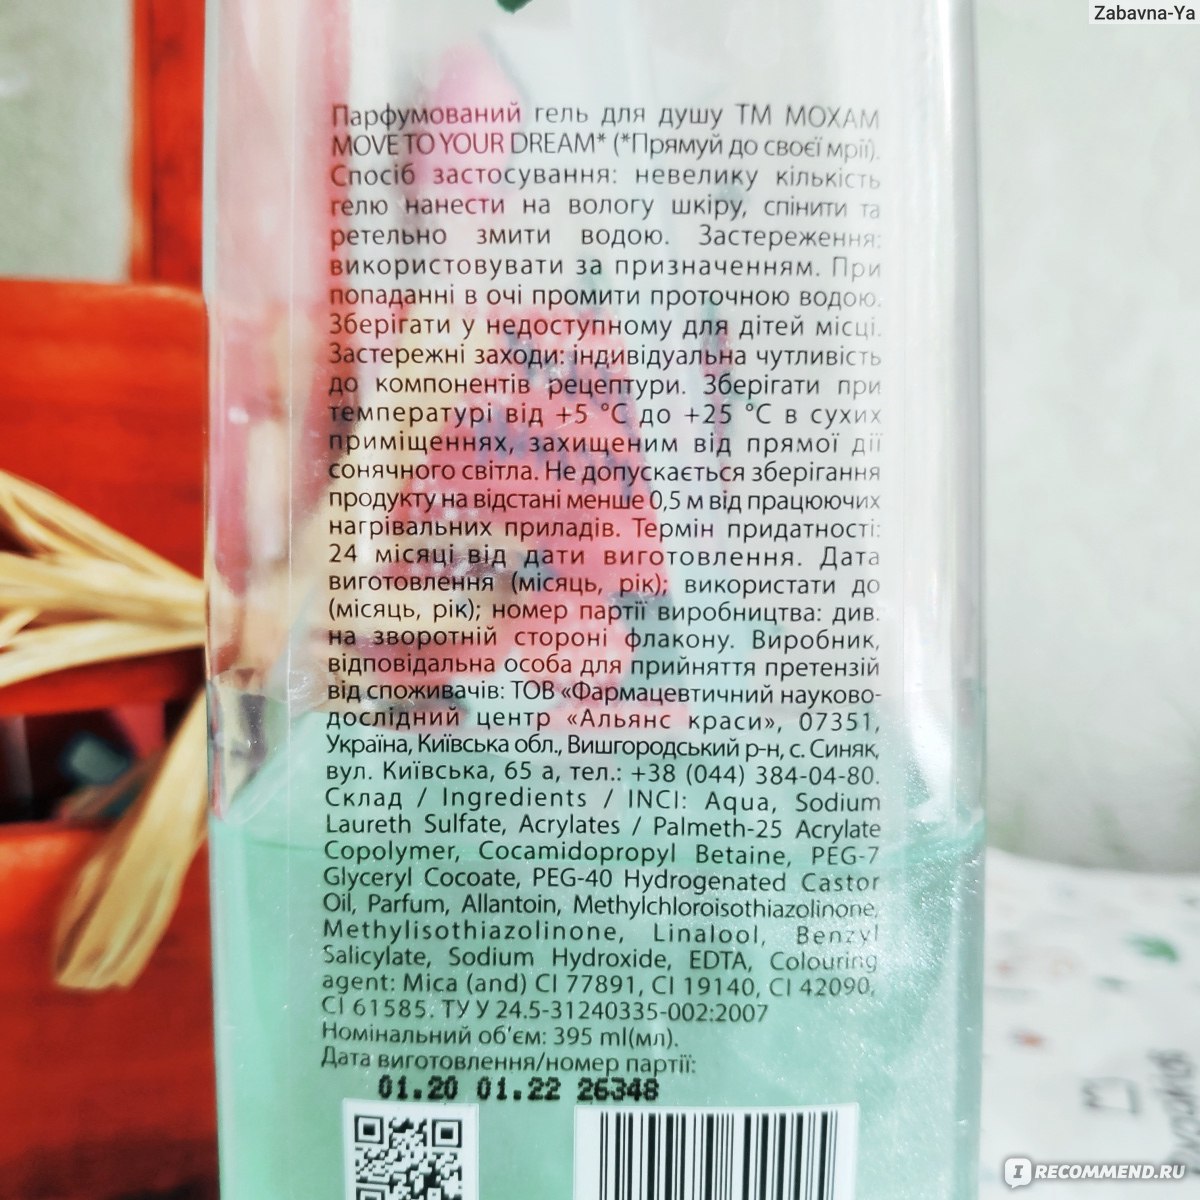 Zabavna-Ya
Парфумований гель для душу ТМ МОХАМ
MOVE TO YOUR DREAM* (*Прямуй до своєї мрії).
Спосіб застосування: невелику кількість
гелю нанести на вологу шкіру, спінити та
ретельно змити водою. Застереження:
використовувати за призначенням. При
попаданні в очі промити проточною водою.
Зберігати у недоступному для дітей місці.
Застережні заходи: індивідуальна чутливість
до компонентів рецептури. Зберігати при
температурі від +5 °C до +25 °C в сухих
приміщеннях, захищеним від прямої дії
сонячного світла. Не допускається зберігання
продукту на відстані менше 0,5 м від працюючих
нагрівальних приладів. Термін придатності:
24 місяці від дати виготовлення. Дата
виготовлення (місяць, рік); використати до
(місяць, рік); номер партії виробництва: див.
на зворотній стороні флакону. Виробник,
відповідальна особа для прийняття претензій
від споживачів: ТОВ «Фармацевтичний науково-
дослідний центр «Альянс краси», 07351,
Україна, Київська обл., Вишгородський р-н, с. Синяк,
вул. Київська, 65 а, тел.: +38 (044) 384-04-80.
Склад / Ingredients / INCI: Aqua, Sodium
Laureth Sulfate, Acrylates / Palmeth-25 Acrylate
Copolymer, Cocamidopropyl Betaine, PEG-7
Glyceryl Cocoate, PEG-40 Hydrogenated Castor
Oil, Parfum, Allantoin, Methylchloroisothiazolinone,
Methylisothiazolinone, Linalool, Benzyl
Salicylate, Sodium Hydroxide, EDTA, Colouring
agent: Mica (and) CI 77891, CI 19140, CI 42090,
CI 61585. ТУ У 24.5-31240335-002:2007
Номінальний об'єм: 395 ml(мл).
Дата виготовлення/номер партії:
01.20 01.22 26348
IRECOMMEND.RU